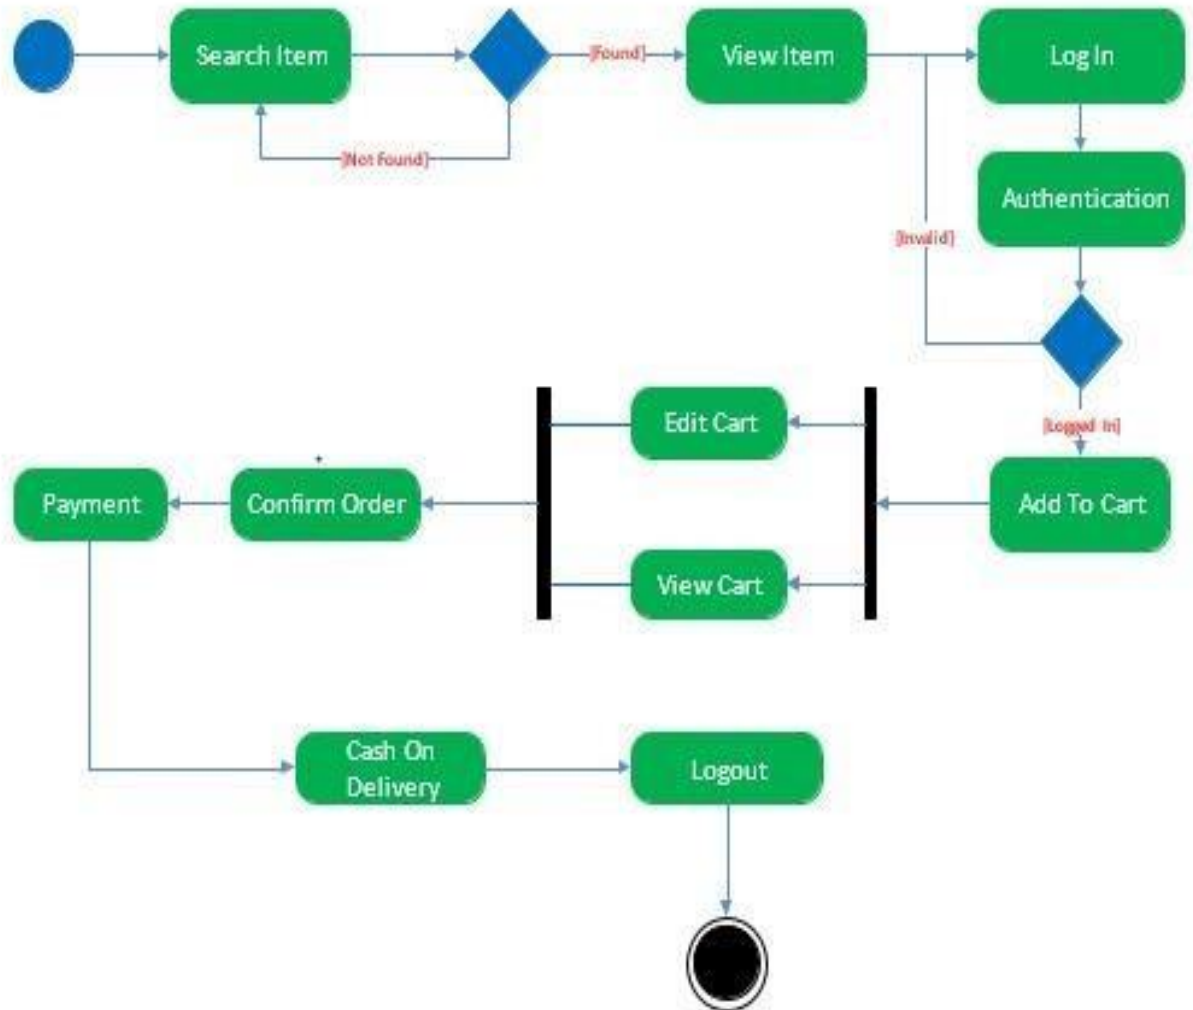 Search Item
[Found]
View Item
Log In
[Not Found]
Authentication
[Invalid]
[Logged In]
Edit Cart
Payment
Confirm Order
Add To Cart
View Cart
Cash On
Delivery
Logout